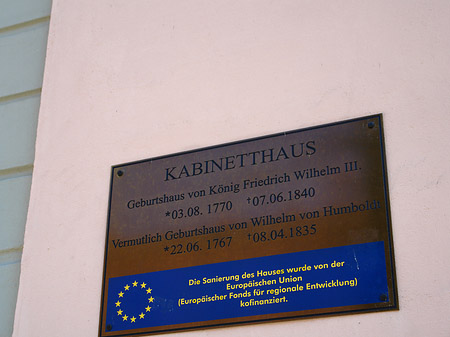 KABINETTHAUS
Geburtshaus von König Friedrich Wilhelm III.
*03.08. 1770 †07.06.1840
Vermutlich Geburtshaus von Wilhelm von Humboldt
*22.06. 1767 †08.04.1835
Die Sanierung des Hauses wurde von der
Europäischen Union
(Europäischer Fonds für regionale Entwicklung)
kofinanziert.